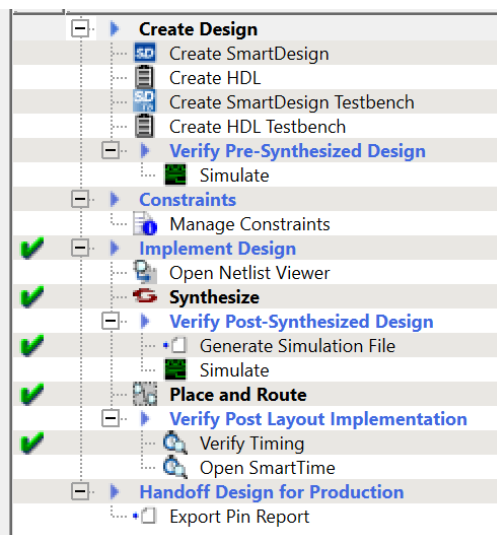 Create Design
SD Create SmartDesign
Create HDL
Create SmartDesign Testbench
Create HDL Testbench
Verify Pre-Synthesized Design
Simulate
Constraints
Manage Constraints
Implement Design
Open Netlist Viewer
Synthesize
Verify Post-Synthesized Design
Generate Simulation File
Simulate
Place and Route
Verify Post Layout Implementation
Verify Timing
Open SmartTime
Handoff Design for Production
Export Pin Report